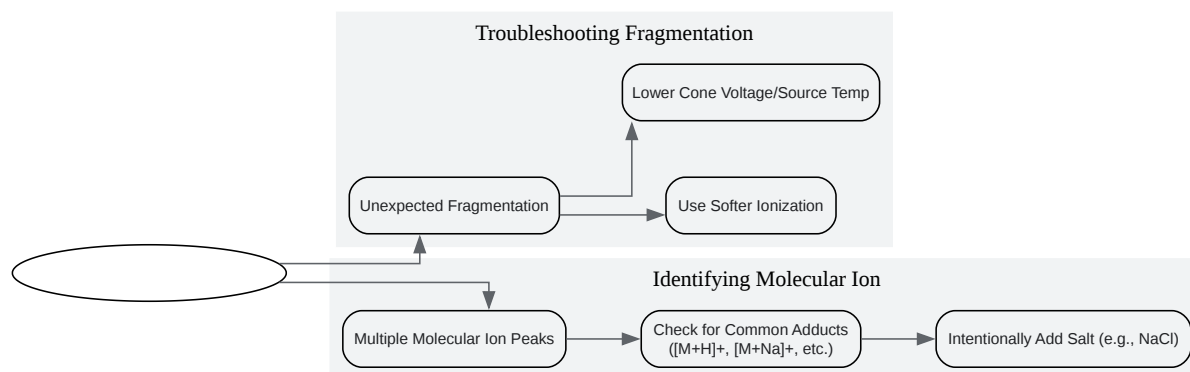 Troubleshooting Fragmentation
Lower Cone Voltage/Source Temp
Unexpected Fragmentation
Use Softer Ionization
Identifying Molecular Ion
Multiple Molecular Ion Peaks
Check for Common Adducts
([M+H]+, [M+Na]+, etc.)
Intentionally Add Salt (e.g., NaCl)